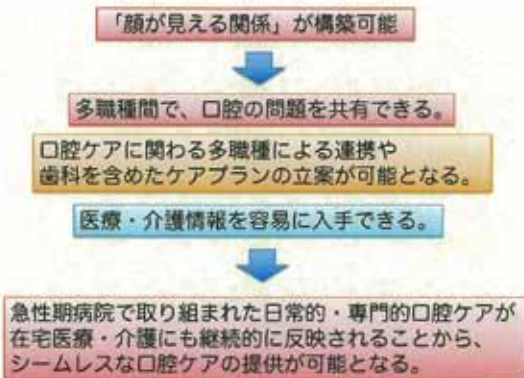 「顔が見える関係」が構築可能
多職種間で、口腔の問題を共有できる。
口腔ケアに関わる多職種による連携や
歯科を含めたケアプランの立案が可能となる。
医療・介護情報を容易に入手できる。
急性期病院で取り組まれた日常的・専門的口腔ケアが
在宅医療・介護にも継続的に反映されることから、
シームレスな口腔ケアの提供が可能となる。